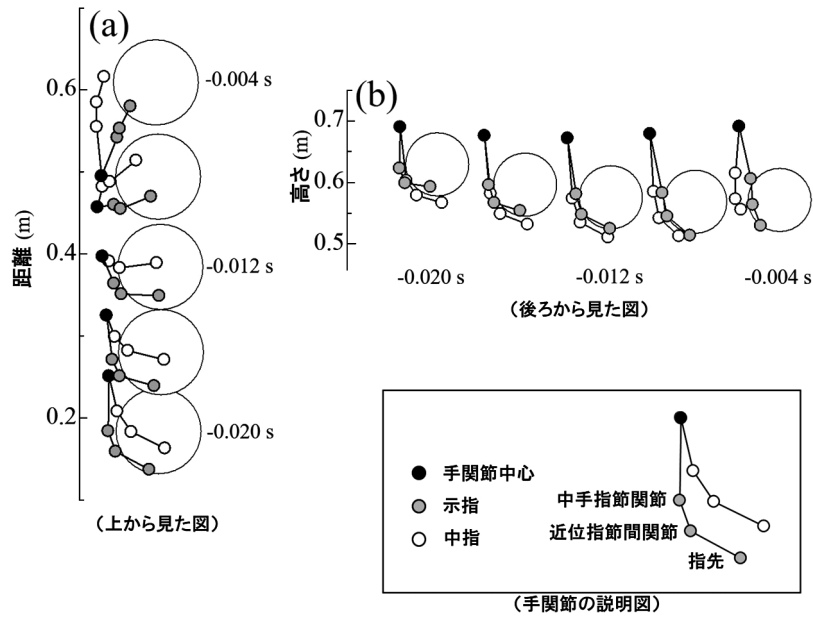 (a)
-0.004 s
0.6
距離 (m)
0.4
-0.012 s
0.2
-0.020 s
(上から見た図)
(b)
0.7
高さ (m)
0.6
0.5
-0.020 s
-0.012 s
-0.004 s
(後ろから見た図)
手関節中心
示指
中指
中手指節関節
近位指節間関節
指先
(手関節の説明図)